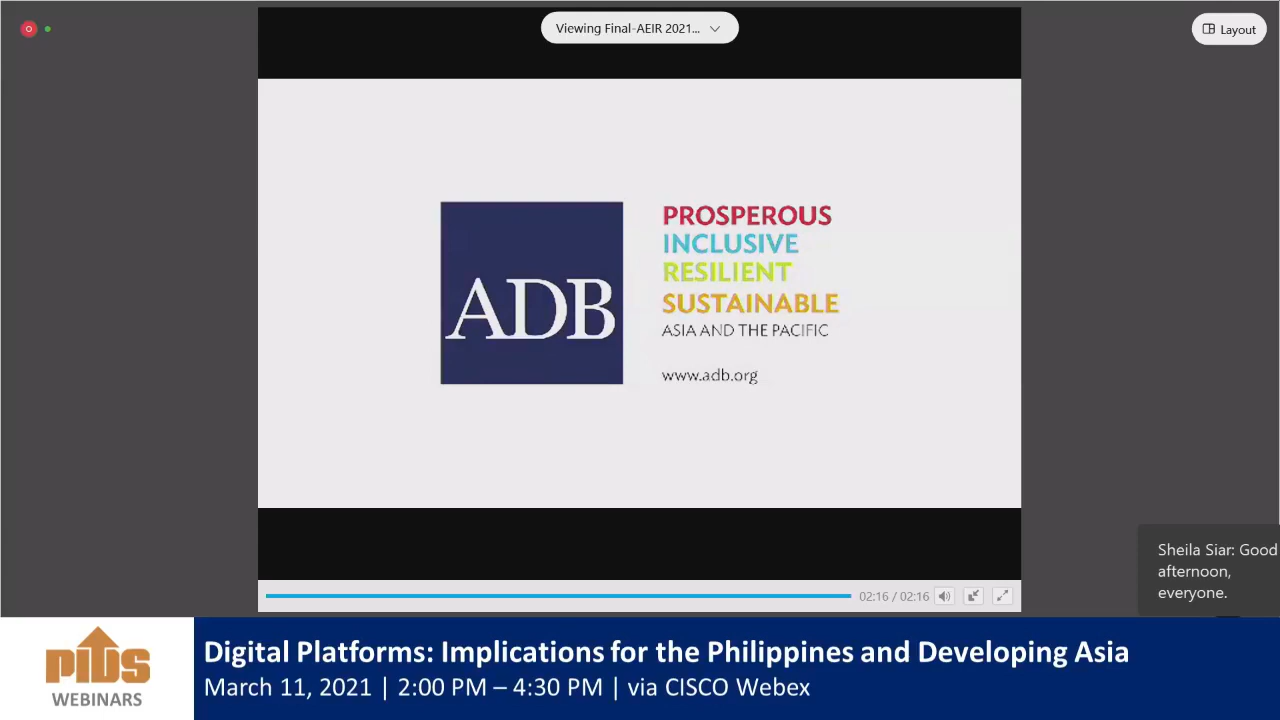 Viewing Final-AEIR 2021...
Layout
ADB
PROSPEROUS
INCLUSIVE
RESILIENT
SUSTAINABLE
ASIA AND THE PACIFIC
www.adb.org
Sheila Siar: Good
afternoon,
everyone.
02:16 / 02:16
pids
WEBINARS
Digital Platforms: Implications for the Philippines and Developing Asia
March 11, 2021 | 2:00 PM – 4:30 PM | via CISCO Webex